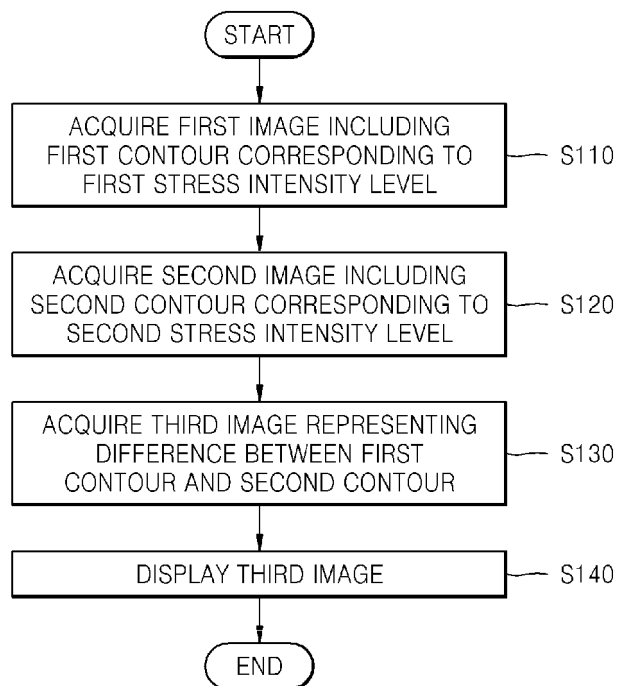 START
ACQUIRE FIRST IMAGE INCLUDING
FIRST CONTOUR CORRESPONDING TO
FIRST STRESS INTENSITY LEVEL
S110
ACQUIRE SECOND IMAGE INCLUDING
SECOND CONTOUR CORRESPONDING TO
SECOND STRESS INTENSITY LEVEL
S120
ACQUIRE THIRD IMAGE REPRESENTING
DIFFERENCE BETWEEN FIRST
CONTOUR AND SECOND CONTOUR
S130
DISPLAY THIRD IMAGE
S140
END